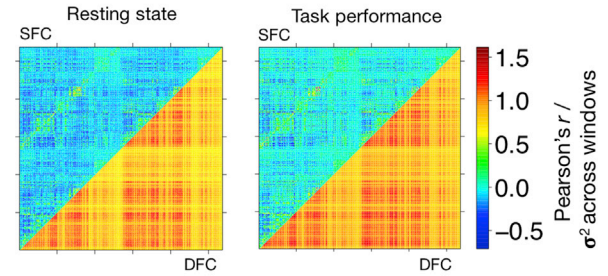 Resting state
Task performance
SFC
SFC
DFC
DFC
1.5
1.0
0.5
0.0
−0.5
Pearson's r /
σ² across windows